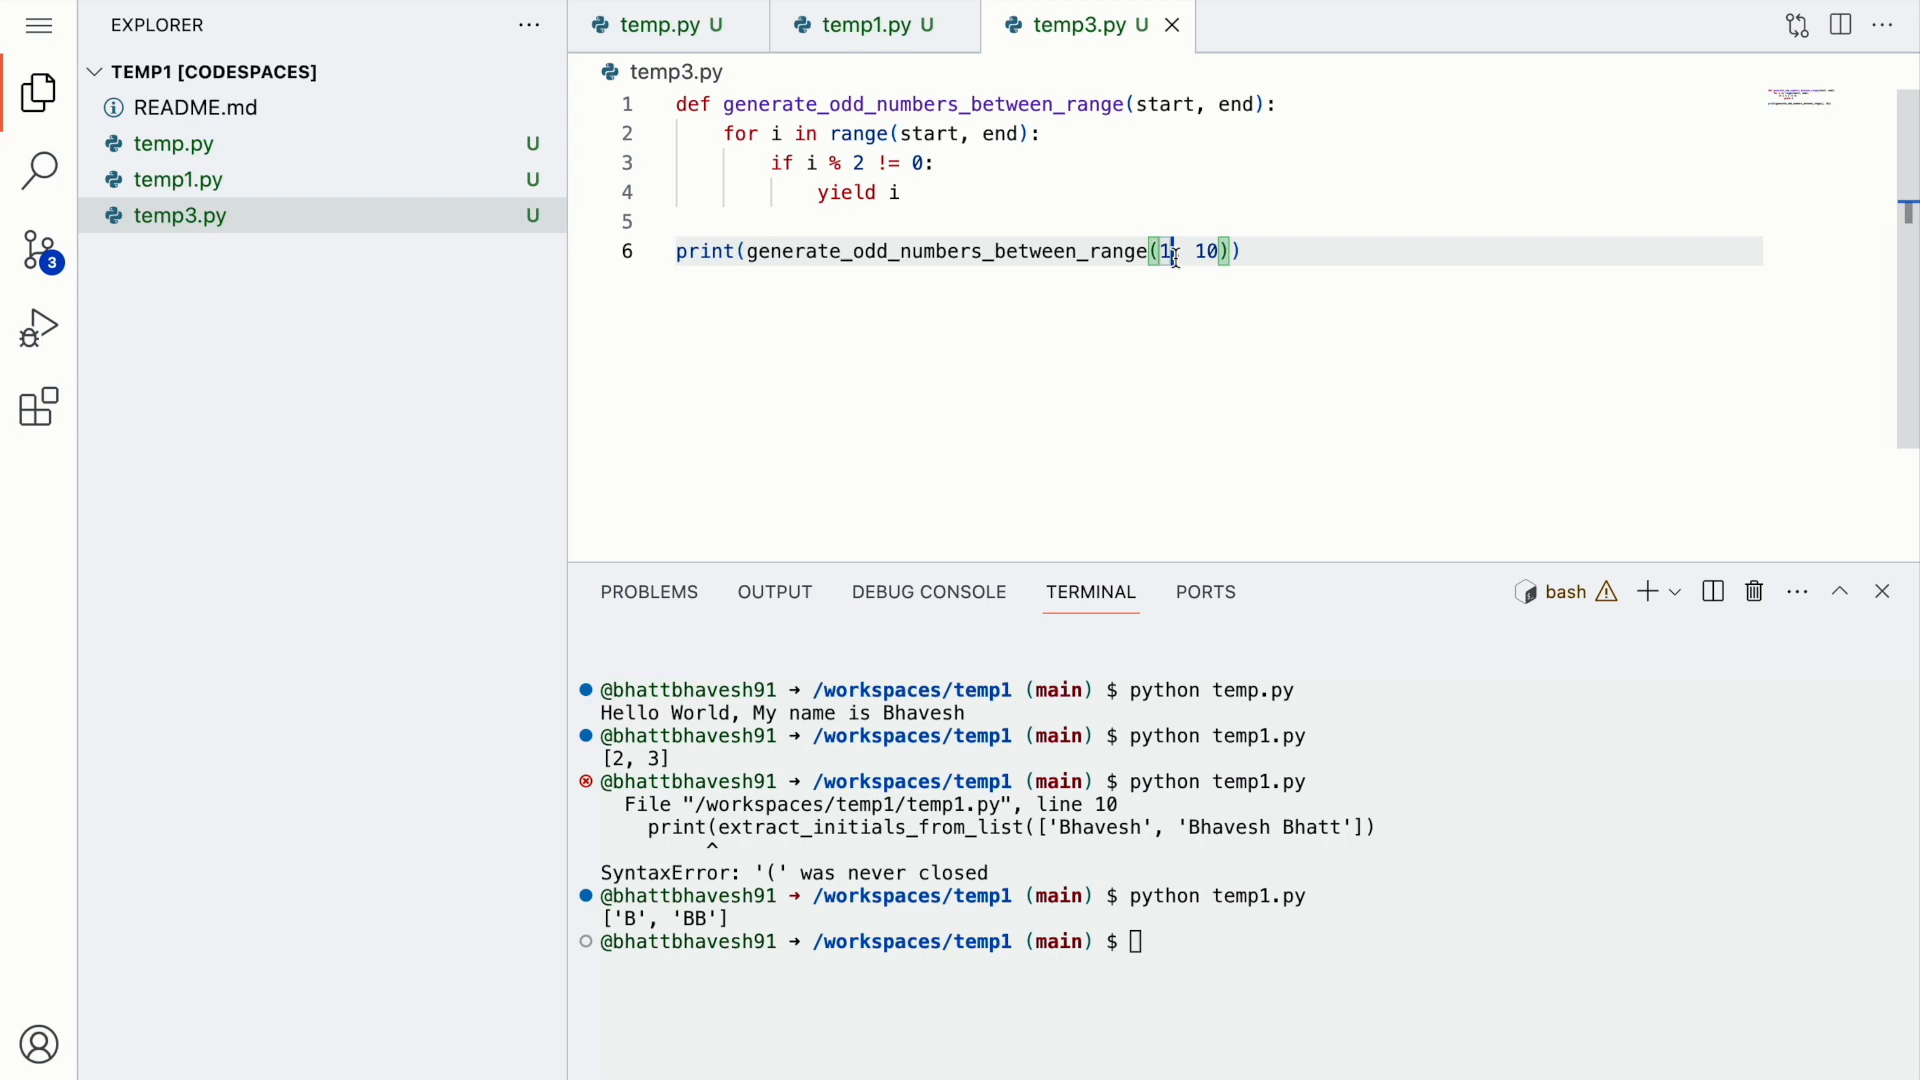 EXPLORER
temp.py U
temp1.py U
temp3.py U
TEMP1 [CODESPACES]
README.md
temp.py U
temp1.py U
temp3.py U
3
temp3.py
1 def generate_odd_numbers_between_range(start, end):
2 for i in range(start, end):
3 if i % 2 != 0:
4 yield i
5
6 print(generate_odd_numbers_between_range(1, 10))
PROBLEMS OUTPUT DEBUG CONSOLE TERMINAL PORTS
bash
@bhattbhavesh91 → /workspaces/temp1 (main) $ python temp.py
Hello World, My name is Bhavesh
@bhattbhavesh91 → /workspaces/temp1 (main) $ python temp1.py
[2, 3]
@bhattbhavesh91 → /workspaces/temp1 (main) $ python temp1.py
File "/workspaces/temp1/temp1.py", line 10
print(extract_initials_from_list(['Bhavesh', 'Bhavesh Bhatt'])
^
SyntaxError: '(' was never closed
@bhattbhavesh91 → /workspaces/temp1 (main) $ python temp1.py
['B', 'BB']
@bhattbhavesh91 → /workspaces/temp1 (main) $